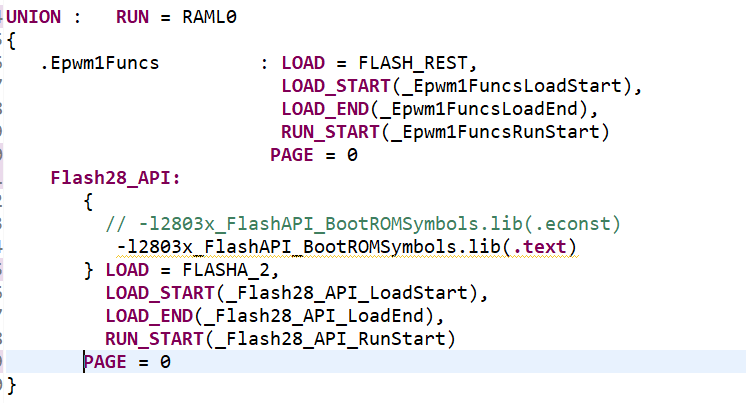 UNION :   RUN = RAML0
{
   .Epwm1Funcs         : LOAD = FLASH_REST,
                         LOAD_START(_Epwm1FuncsLoadStart),
                         LOAD_END(_Epwm1FuncsLoadEnd),
                         RUN_START(_Epwm1FuncsRunStart)
                        PAGE = 0
    Flash28_API:
       {
         // -l2803x_FlashAPI_BootROMSymbols.lib(.econst)
          -l2803x_FlashAPI_BootROMSymbols.lib(.text)
       } LOAD = FLASHA_2,
         LOAD_START(_Flash28_API_LoadStart),
         LOAD_END(_Flash28_API_LoadEnd),
         RUN_START(_Flash28_API_RunStart)
       PAGE = 0
}